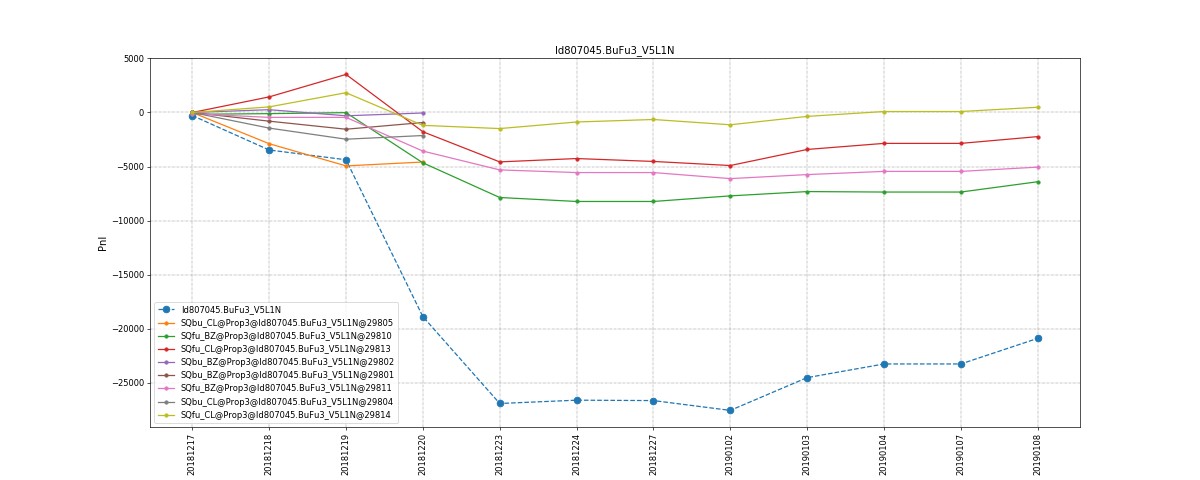 Id807045.BuFu3_V5L1N
5000
0
−5000
−10000
−15000
−20000
−25000
Pnl
Id807045.BuFu3_V5L1N
SQbu_CL@Prop3@Id807045.BuFu3_V5L1N@29805
SQfu_BZ@Prop3@Id807045.BuFu3_V5L1N@29810
SQfu_CL@Prop3@Id807045.BuFu3_V5L1N@29813
SQbu_BZ@Prop3@Id807045.BuFu3_V5L1N@29802
SQbu_BZ@Prop3@Id807045.BuFu3_V5L1N@29801
SQfu_BZ@Prop3@Id807045.BuFu3_V5L1N@29811
SQbu_CL@Prop3@Id807045.BuFu3_V5L1N@29804
SQfu_CL@Prop3@Id807045.BuFu3_V5L1N@29814
20181217
20181218
20181219
20181220
20181223
20181224
20181227
20190102
20190103
20190104
20190107
20190108